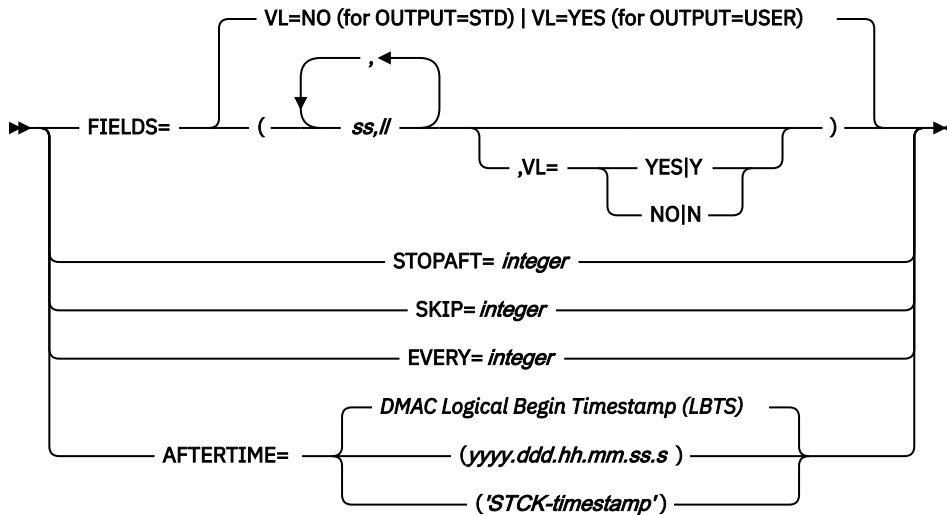 VL=NO (for OUTPUT=STD) | VL=YES (for OUTPUT=USER)
,
FIELDS= ( ss,ll )
,VL= YES|Y
NO|N
STOPAFT= integer
SKIP= integer
EVERY= integer
DMAC Logical Begin Timestamp (LBTS)
AFTERTIME= (yyyy.ddd.hh.mm.ss.s )
('STCK-timestamp')